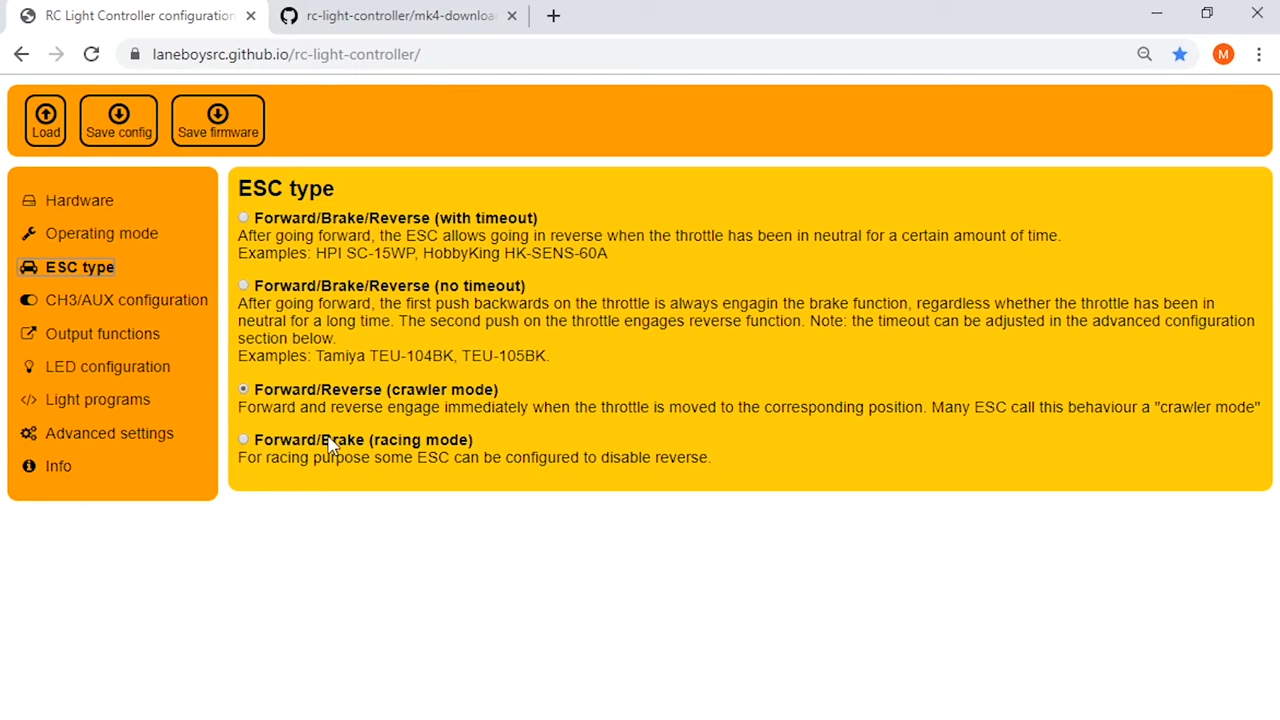 RC Light Controller configuration
rc-light-controller/mk4-downloa
laneboysrc.github.io/rc-light-controller/
M
Load
Save config
Save firmware
Hardware
Operating mode
ESC type
CH3/AUX configuration
Output functions
LED configuration
Light programs
Advanced settings
Info
ESC type
Forward/Brake/Reverse (with timeout)
After going forward, the ESC allows going in reverse when the throttle has been in neutral for a certain amount of time.
Examples: HPI SC-15WP, HobbyKing HK-SENS-60A
Forward/Brake/Reverse (no timeout)
After going forward, the first push backwards on the throttle is always engagin the brake function, regardless whether the throttle has been in
neutral for a long time. The second push on the throttle engages reverse function. Note: the timeout can be adjusted in the advanced configuration
section below.
Examples: Tamiya TEU-104BK, TEU-105BK.
Forward/Reverse (crawler mode)
Forward and reverse engage immediately when the throttle is moved to the corresponding position. Many ESC call this behaviour a "crawler mode"
Forward/Brake (racing mode)
For racing purpose some ESC can be configured to disable reverse.